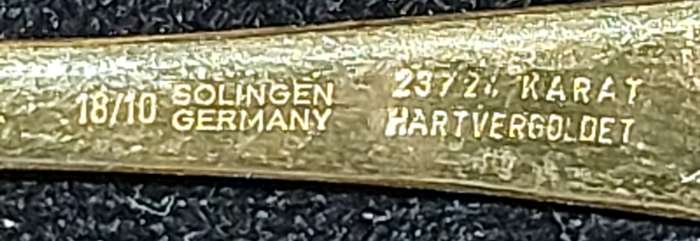 18/10 SOLINGEN
GERMANY
23/24 KARAT
HARTVERGOLDET